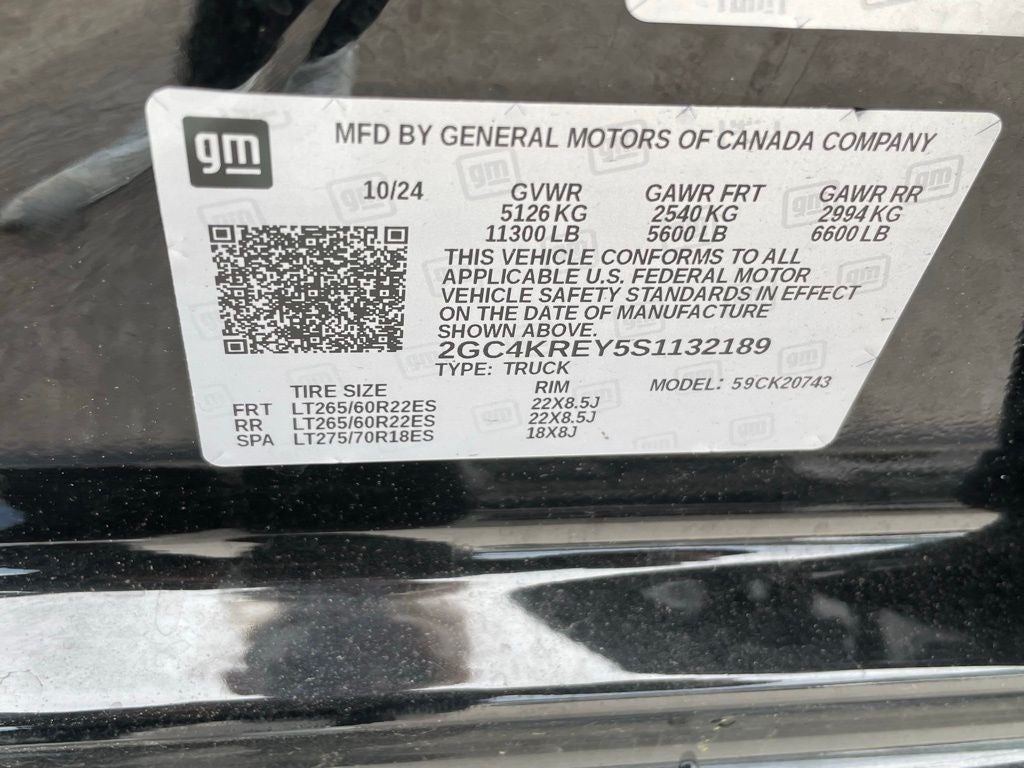 gm
MFD BY GENERAL MOTORS OF CANADA COMPANY
10/24 GVWR GAWR FRT GAWR RR
5126 KG 2540 KG 2994 KG
11300 LB 5600 LB 6600 LB
THIS VEHICLE CONFORMS TO ALL
APPLICABLE U.S. FEDERAL MOTOR
VEHICLE SAFETY STANDARDS IN EFFECT
ON THE DATE OF MANUFACTURE
SHOWN ABOVE.
2GC4KREY5S1132189
TYPE: TRUCK
TIRE SIZE RIM MODEL: 59CK20743
FRT LT265/60R22ES 22X8.5J
RR LT265/60R22ES 22X8.5J
SPA LT275/70R18ES 18X8J